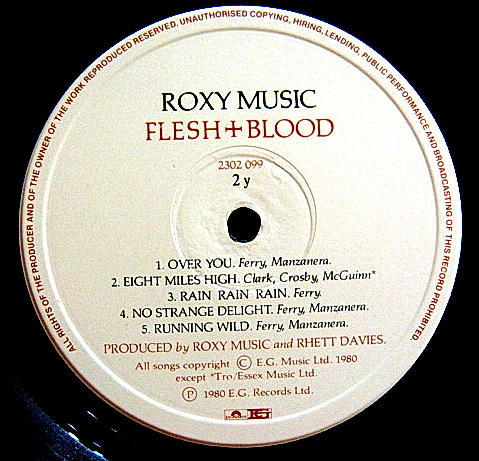 ALL RIGHTS OF THE PRODUCER AND OF THE OWNER OF THE WORK REPRODUCED RESERVED. UNAUTHORISED COPYING, HIRING, LENDING, PUBLIC PERFORMANCE AND BROADCASTING OF THIS RECORD PROHIBITED.
ROXY MUSIC
FLESH+BLOOD
2302 099
2 y
1. OVER YOU. Ferry, Manzanera.
2. EIGHT MILES HIGH. Clark, Crosby, McGuinn*
3. RAIN RAIN RAIN. Ferry.
4. NO STRANGE DELIGHT. Ferry, Manzanera.
5. RUNNING WILD. Ferry, Manzanera.
PRODUCED by ROXY MUSIC and RHETT DAVIES.
All songs copyright © E.G. Music Ltd. 1980
except *Tro/Essex Music Ltd.
℗ 1980 E.G. Records Ltd.